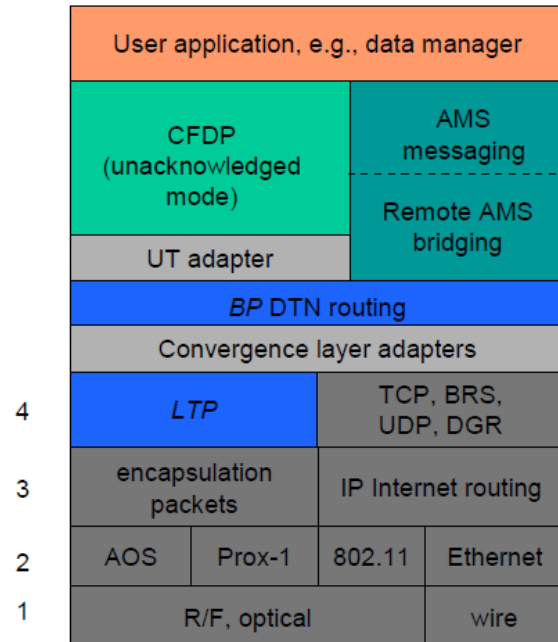 User application, e.g., data manager
CFDP
(unacknowledged
mode)
AMS
messaging
Remote AMS
bridging
UT adapter
BP DTN routing
Convergence layer adapters
4
LTP
TCP, BRS,
UDP, DGR
3
encapsulation
packets
IP Internet routing
2
AOS
Prox-1
802.11
Ethernet
1
R/F, optical
wire